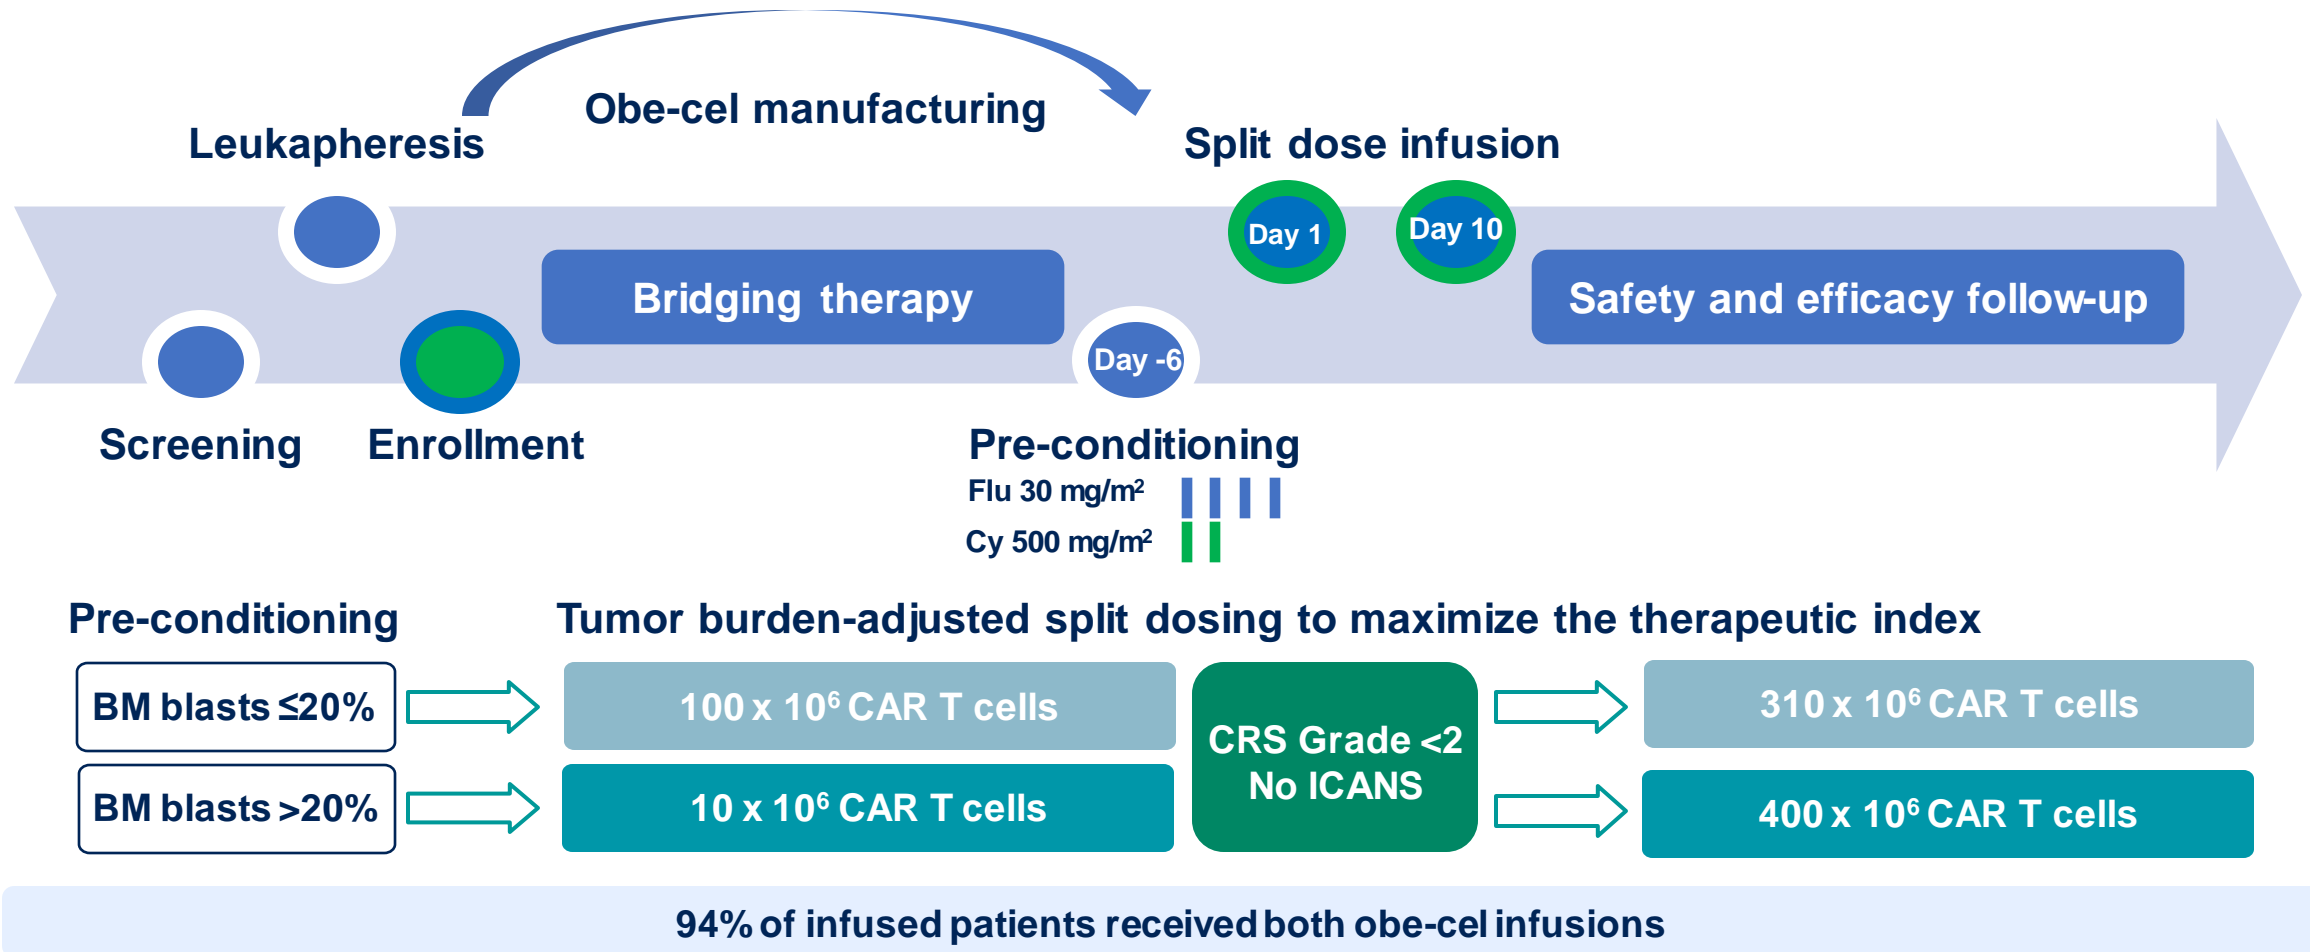 Obe-cel manufacturing
Leukapheresis
Split dose infusion
Day 1
Day 10
Bridging therapy
Safety and efficacy follow-up
Day -6
Screening
Enrollment
Pre-conditioning
Flu 30 mg/m²
Cy 500 mg/m²
Pre-conditioning
Tumor burden-adjusted split dosing to maximize the therapeutic index
BM blasts ≤20%
100 x 10⁶ CAR T cells
CRS Grade <2
No ICANS
310 x 10⁶ CAR T cells
BM blasts >20%
10 x 10⁶ CAR T cells
400 x 10⁶ CAR T cells
94% of infused patients received both obe-cel infusions